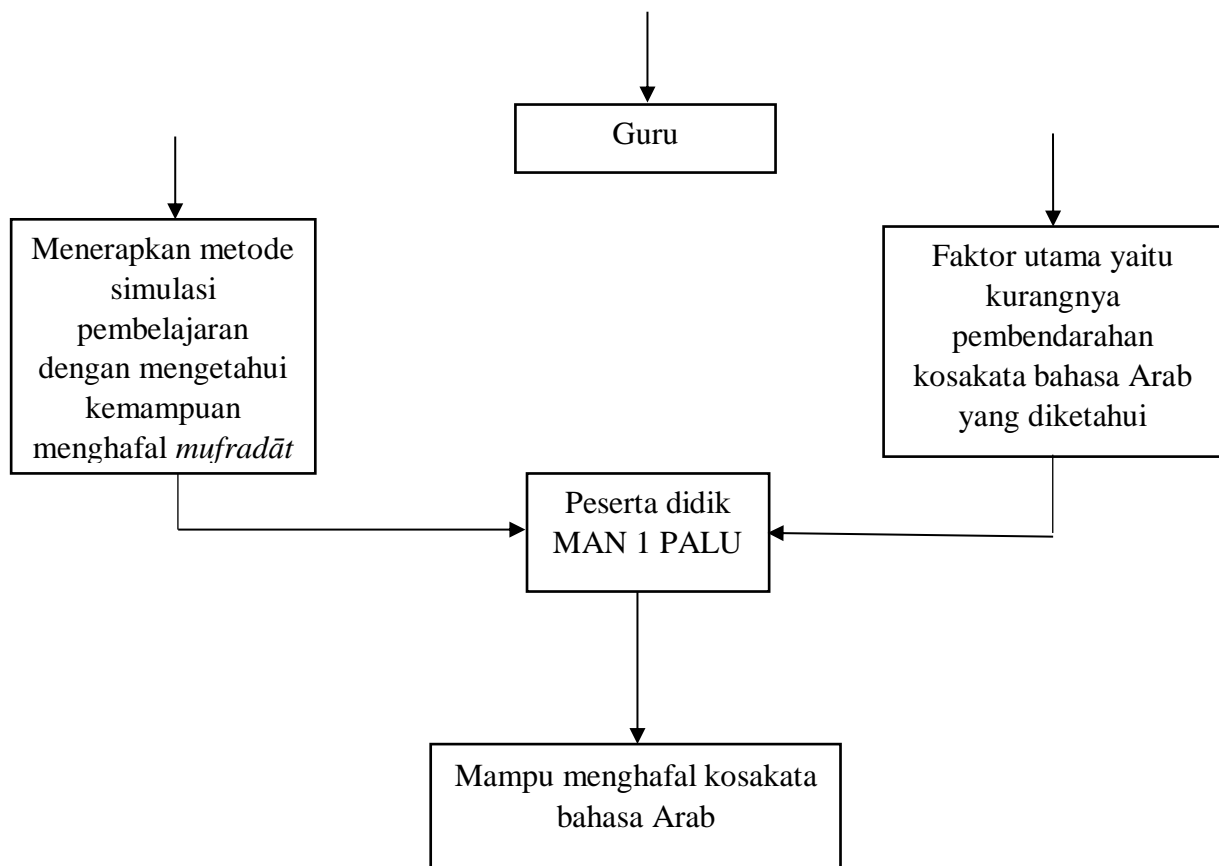 Guru
Menerapkan metode
simulasi
pembelajaran
dengan mengetahui
kemampuan
menghafal mufradāt
Faktor utama yaitu
kurangnya
pembendarahan
kosakata bahasa Arab
yang diketahui
Peserta didik
MAN 1 PALU
Mampu menghafal kosakata
bahasa Arab